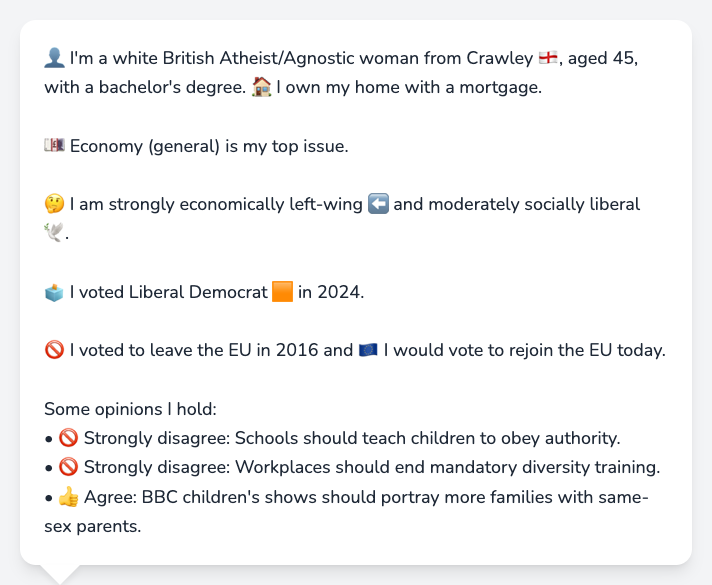 👤 I'm a white British Atheist/Agnostic woman from Crawley 🏴󠁧󠁢󠁥󠁮󠁧󠁿, aged 45,
with a bachelor's degree. 🏠 I own my home with a mortgage.
💷 Economy (general) is my top issue.
🤔 I am strongly economically left-wing ⬅️ and moderately socially liberal
🕊️.
🗳️ I voted Liberal Democrat 🟧 in 2024.
🚫 I voted to leave the EU in 2016 and 🇪🇺 I would vote to rejoin the EU today.
Some opinions I hold:
• 🚫 Strongly disagree: Schools should teach children to obey authority.
• 🚫 Strongly disagree: Workplaces should end mandatory diversity training.
• 👍 Agree: BBC children's shows should portray more families with same-
sex parents.